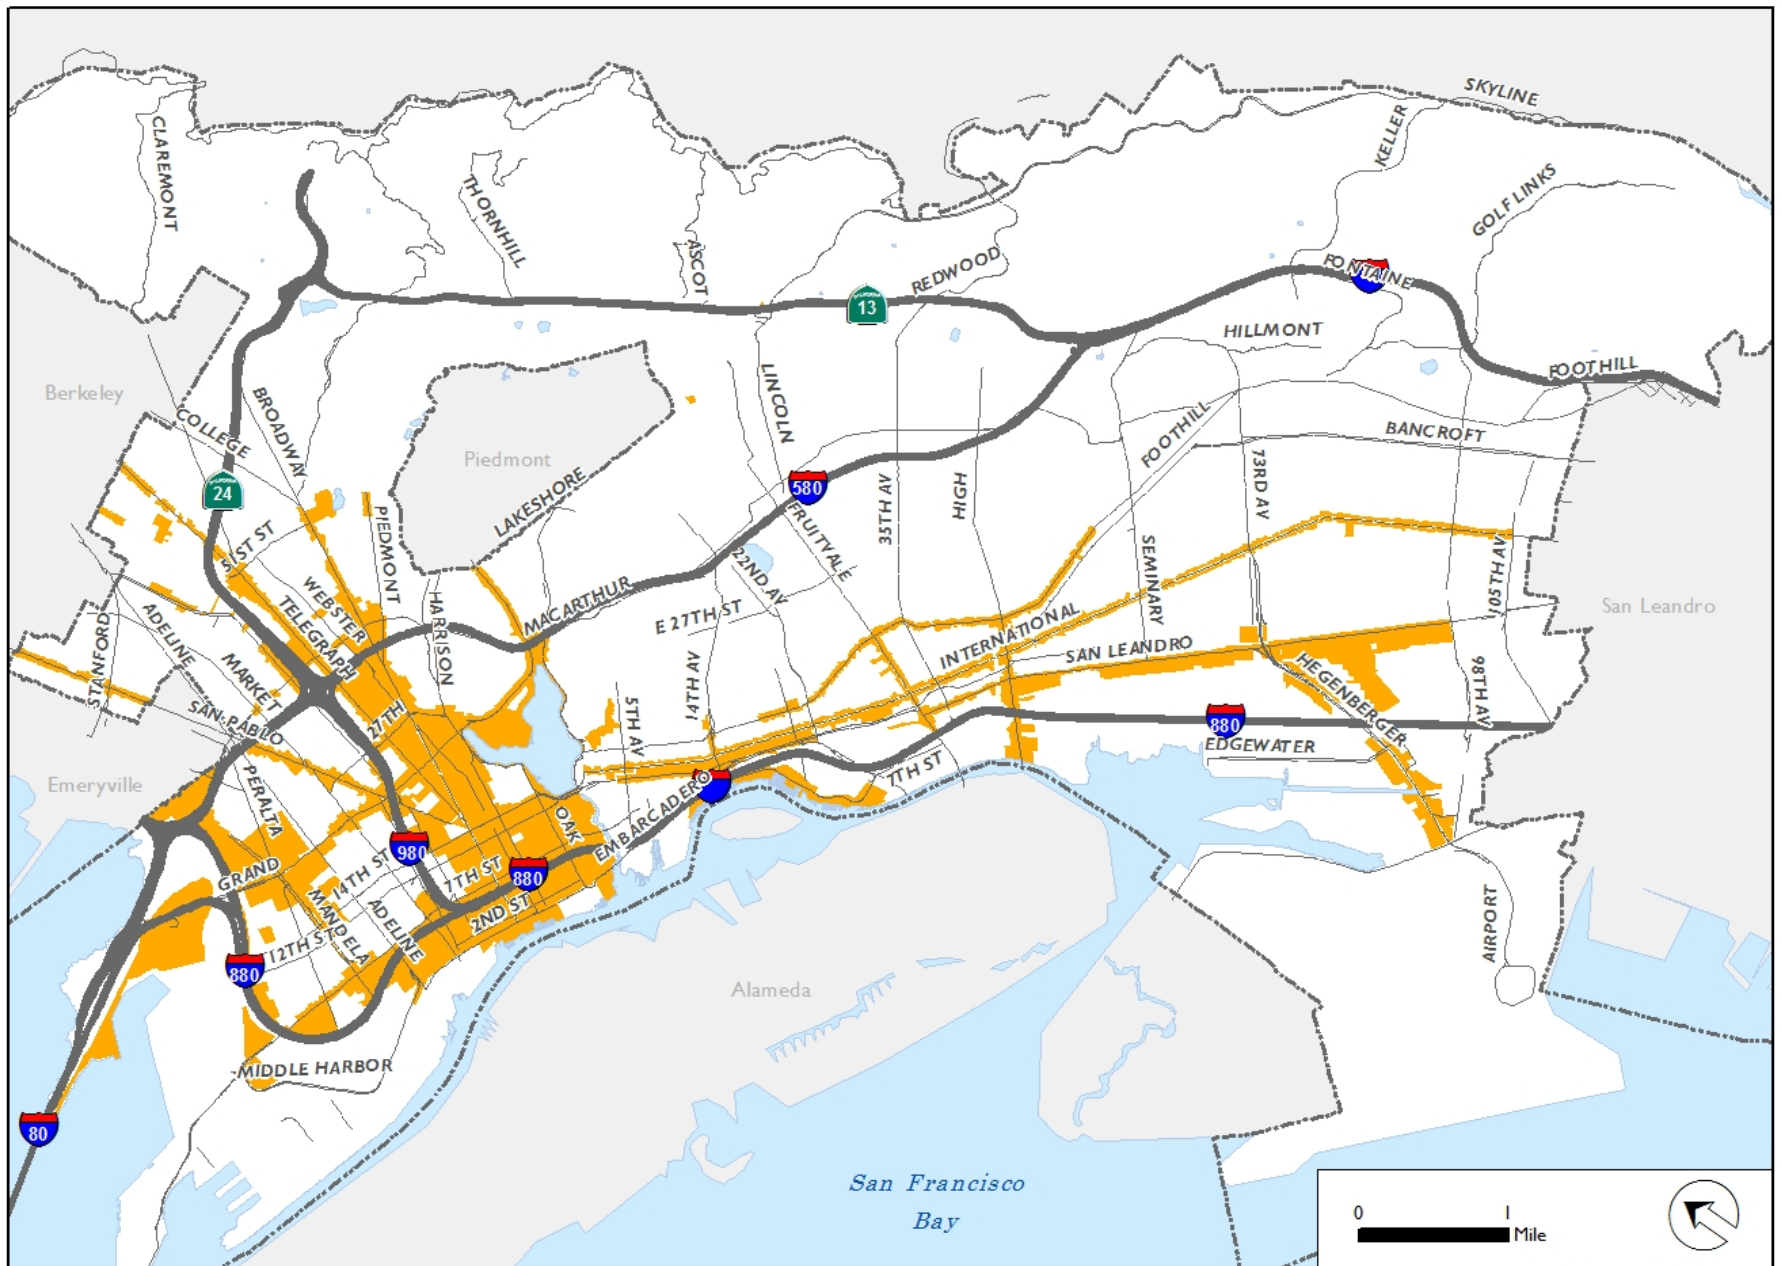 SKYLINE
CLAREMONT
KELLER
THORNHILL
GOLF LINKS
ASCOT
REDWOOD
FONTAINE
CALIFORNIA
13
HILLMONT
FOOTHILL
Berkeley
BROADWAY
LINCOLN
COLLEGE
FOOTHILL
BANCROFT
Piedmont
LAKESHORE
73RD AV
CALIFORNIA
24
580
35TH AV
HIGH
PIEDMONT
FRUITVALE
51ST ST
22ND AV
SEMINARY
105TH AV
WEBSTER
HARRISON
MACARTHUR
E 27TH ST
San Leandro
STANFORD
ADELINE
TELEGRAPH
INTERNATIONAL
SAN LEANDRO
MARKET
14TH AV
HEGENBERGER
98TH AV
SAN PABLO
27TH
5TH AV
880
EDGEWATER
Emeryville
PERALTA
7TH ST
EMBARCADERO
OAK
980
GRAND
14TH ST
7TH ST
880
MANDELA
ADELINE
2ND ST
12TH ST
880
AIRPORT
Alameda
MIDDLE HARBOR
80
San Francisco
Bay
0
1
Mile